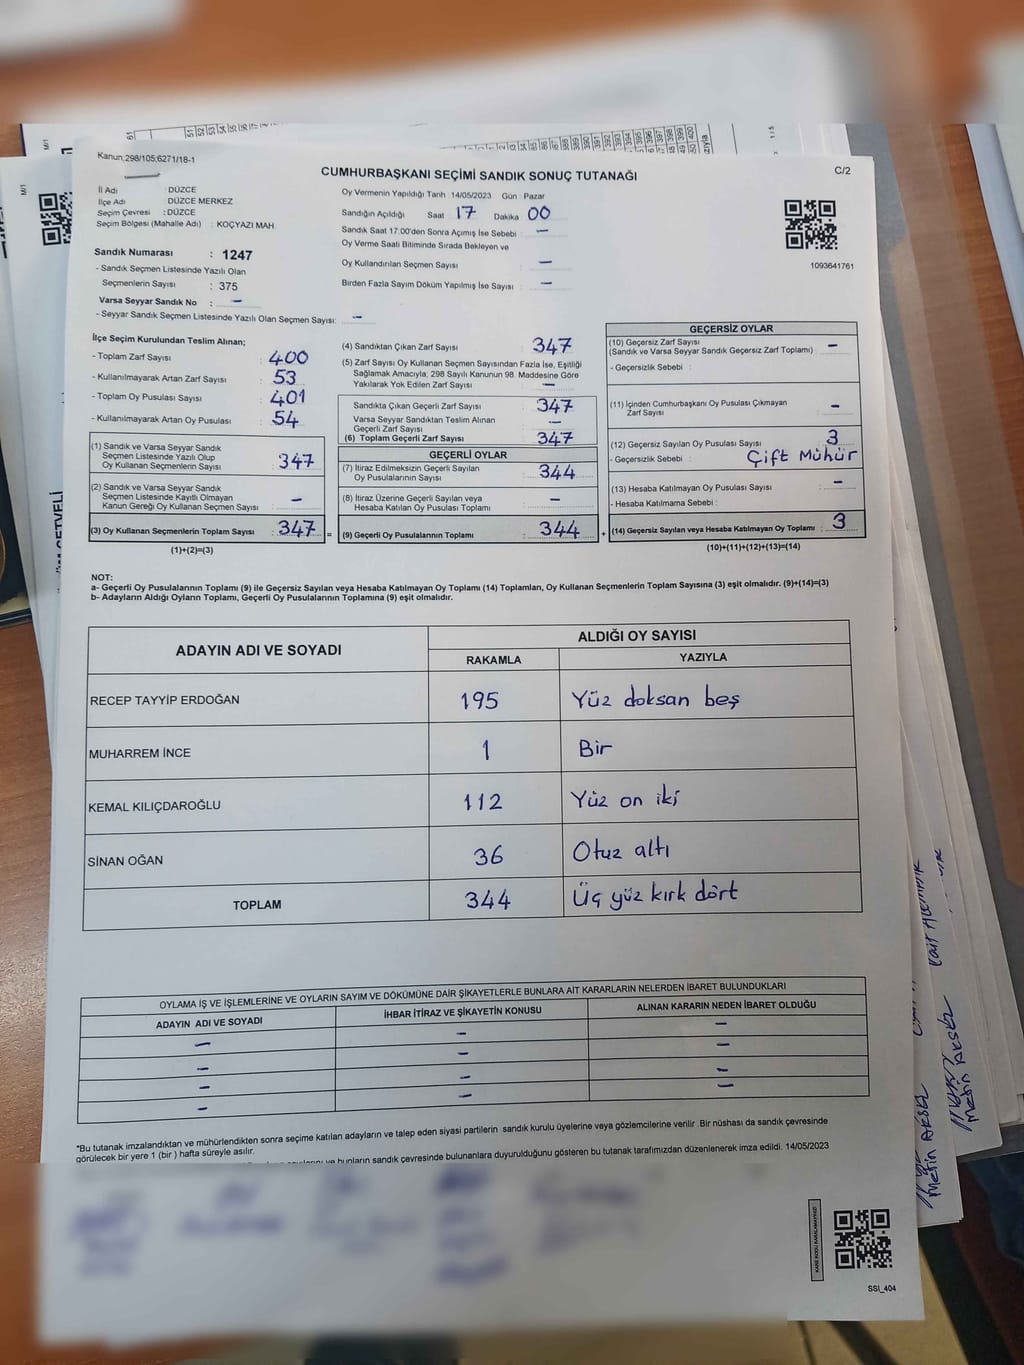 Kanun;298/105;6271/18-1
CUMHURBAŞKANI SEÇİMİ SANDIK SONUÇ TUTANAĞI
C/2
İl Adı : DÜZCE
İlçe Adı : DÜZCE MERKEZ
Seçim Çevresi : DÜZCE
Seçim Bölgesi (Mahalle Adı) : KOÇYAZI MAH.
Sandık Numarası : 1247
- Sandık Seçmen Listesinde Yazılı Olan
Seçmenlerin Sayısı : 375
Varsa Seyyar Sandık No : –
- Seyyar Sandık Seçmen Listesinde Yazılı Olan Seçmen Sayısı: –
Oy Vermenin Yapıldığı Tarih 14/05/2023 Gün : Pazar
Sandığın Açıldığı Saat 17 Dakika 00
Sandık Saat 17:00'den Sonra Açımış İse Sebebi : –
Oy Verme Saati Bitiminde Sırada Bekleyen ve
Oy Kullandırılan Seçmen Sayısı : –
Birden Fazla Sayım Döküm Yapılmış İse Sayısı : –
1093641761
İlçe Seçim Kurulundan Teslim Alınan;
- Toplam Zarf Sayısı : 400
- Kullanılmayarak Artan Zarf Sayısı : 53
- Toplam Oy Pusulası Sayısı : 401
- Kullanılmayarak Artan Oy Pusulası : 54
(1) Sandık ve Varsa Seyyar Sandık
Seçmen Listesinde Yazılı Olup
Oy Kullanan Seçmenlerin Sayısı : 347
(2) Sandık ve Varsa Seyyar Sandık
Seçmen Listesinde Kayıtlı Olmayan
Kanun Gereği Oy Kullanan Seçmen Sayısı : –
(3) Oy Kullanan Seçmenlerin Toplam Sayısı : 347 =
(1)+(2)=(3)
(4) Sandıktan Çıkan Zarf Sayısı : 347
(5) Zarf Sayısı Oy Kullanan Seçmen Sayısından Fazla İse, Eşitliği
Sağlamak Amacıyla; 298 Sayılı Kanunun 98. Maddesine Göre
Yakılarak Yok Edilen Zarf Sayısı : –
Sandıkta Çıkan Geçerli Zarf Sayısı : 347
Varsa Seyyar Sandıktan Teslim Alınan
Geçerli Zarf Sayısı : –
(6) Toplam Geçerli Zarf Sayısı : 347
GEÇERLİ OYLAR
(7) İtiraz Edilmeksizin Geçerli Sayılan
Oy Pusulalarının Sayısı : 344
(8) İtiraz Üzerine Geçerli Sayılan veya
Hesaba Katılan Oy Pusulası Toplamı : –
(9) Geçerli Oy Pusulalarının Toplamı : 344 +
GEÇERSİZ OYLAR
(10) Geçersiz Zarf Sayısı : –
(Sandık ve Varsa Seyyar Sandık Geçersiz Zarf Toplamı)
- Geçersizlik Sebebi :
(11) İçinden Cumhurbaşkanı Oy Pusulası Çıkmayan
Zarf Sayısı : –
(12) Geçersiz Sayılan Oy Pusulası Sayısı : 3
- Geçersizlik Sebebi : Çift Mühür
(13) Hesaba Katılmayan Oy Pusulası Sayısı : –
- Hesaba Katılmama Sebebi :
(14) Geçersiz Sayılan veya Hesaba Katılmayan Oy Toplamı : 3
(10)+(11)+(12)+(13)=(14)
NOT:
a- Geçerli Oy Pusulalarının Toplamı (9) ile Geçersiz Sayılan veya Hesaba Katılmayan Oy Toplamı (14) Toplamları, Oy Kullanan Seçmenlerin Toplam Sayısına (3) eşit olmalıdır. (9)+(14)=(3)
b- Adayların Aldığı Oyların Toplamı, Geçerli Oy Pusulalarının Toplamına (9) eşit olmalıdır.
ADAYIN ADI VE SOYADI ALDIĞI OY SAYISI
RAKAMLA YAZIYLA
RECEP TAYYİP ERDOĞAN 195 Yüz doksan beş
MUHARREM İNCE 1 Bir
KEMAL KILIÇDAROĞLU 112 Yüz on iki
SİNAN OĞAN 36 Otuz altı
TOPLAM 344 Üç yüz kırk dört
OYLAMA İŞ VE İŞLEMLERİNE VE OYLARIN SAYIM VE DÖKÜMÜNE DAİR ŞİKAYETLERLE BUNLARA AİT KARARLARIN NELERDEN İBARET BULUNDUKLARI
ADAYIN ADI VE SOYADI İHBAR İTİRAZ VE ŞİKAYETİN KONUSU ALINAN KARARIN NEDEN İBARET OLDUĞU
– – –
– – –
– – –
– – –
*Bu tutanak imzalandıktan ve mühürlendikten sonra seçime katılan adayların ve talep eden siyasi partilerin sandık kurulu üyelerine veya gözlemcilerine verilir .Bir nüshası da sandık çevresinde
görülecek bir yere 1 (bir ) hafta süreyle asılır.
ve bunların sandık çevresinde bulunanlara duyurulduğunu gösteren bu tutanak tarafımızdan düzenlenerek imza edildi. 14/05/2023
KARE KODU KARALAMAYINIZ!
SSI_404
Metin AKSEL
Metin AKSEL